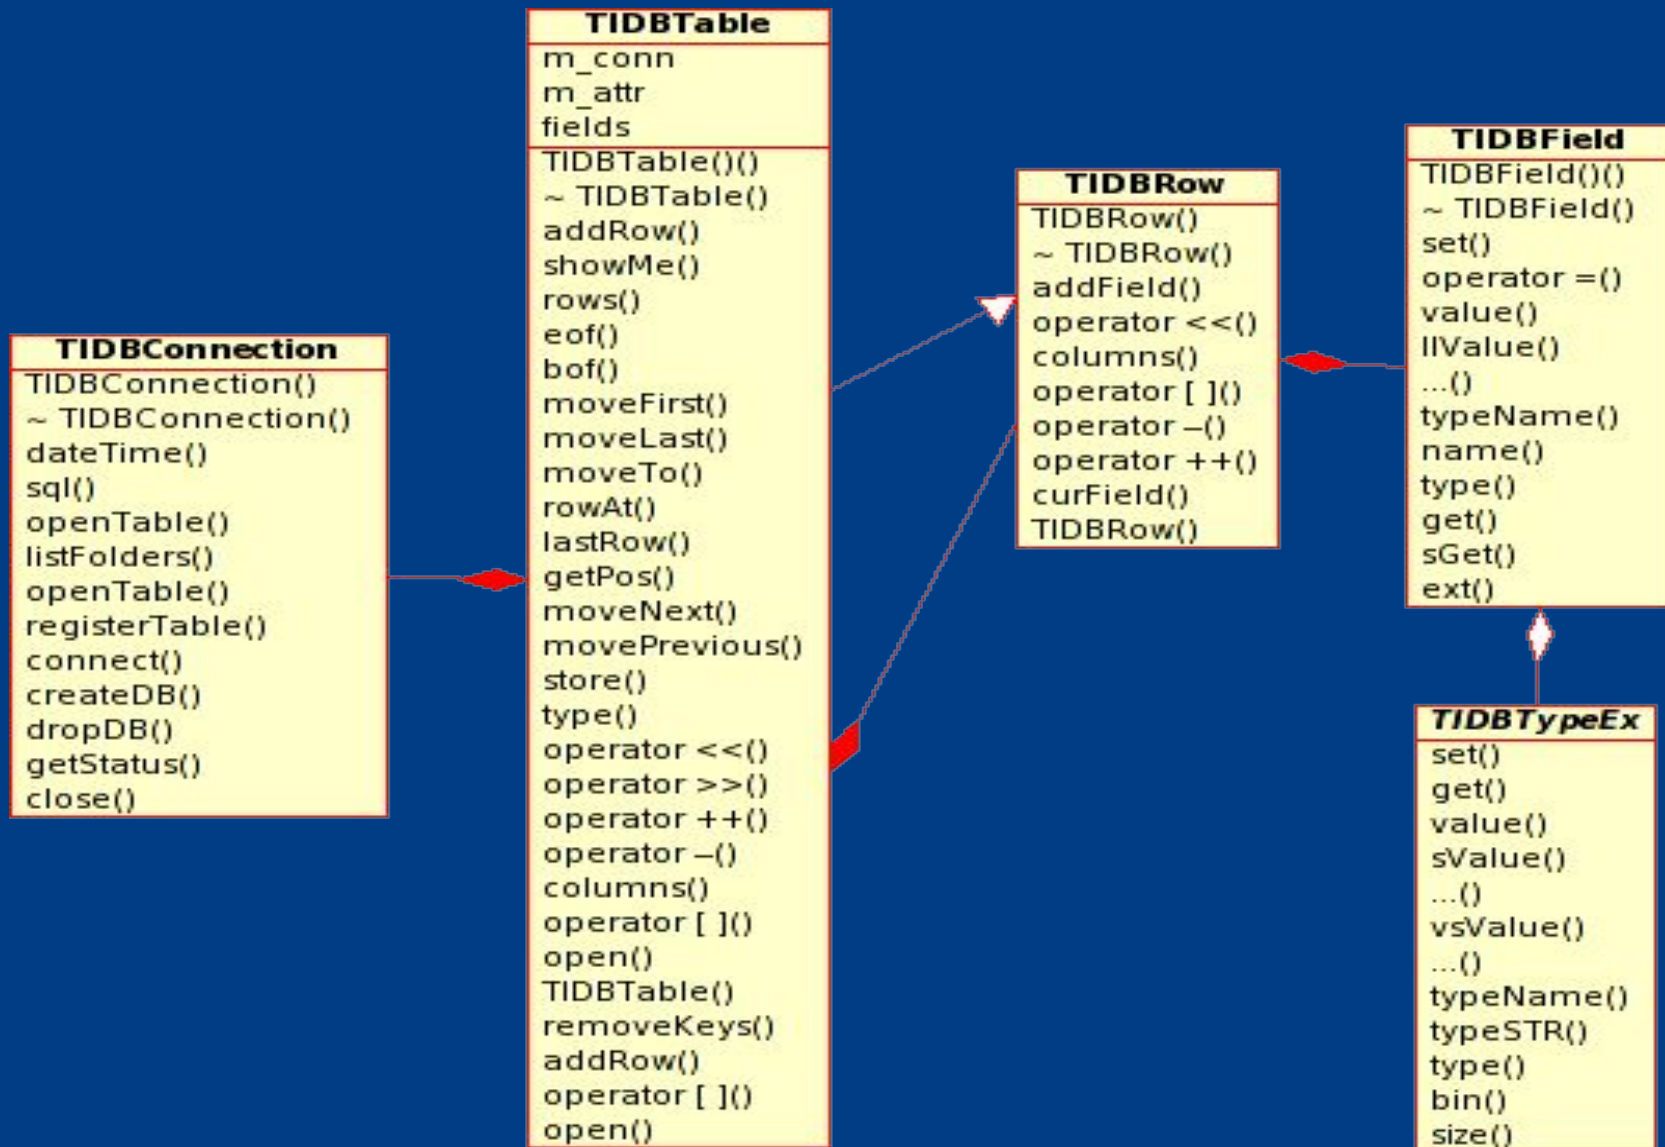 TIDBConnection
TIDBConnection()
~ TIDBConnection()
dateTime()
sql()
openTable()
listFolders()
openTable()
registerTable()
connect()
createDB()
dropDB()
getStatus()
close()
TIDBTable
m_conn
m_attr
fields
TIDBTable()()
~ TIDBTable()
addRow()
showMe()
rows()
eof()
bof()
moveFirst()
moveLast()
moveTo()
rowAt()
lastRow()
getPos()
moveNext()
movePrevious()
store()
type()
operator <<()
operator >>()
operator ++()
operator –()
columns()
operator [ ]()
open()
TIDBTable()
removeKeys()
addRow()
operator [ ]()
open()
TIDBRow
TIDBRow()
~ TIDBRow()
addField()
operator <<()
columns()
operator [ ]()
operator –()
operator ++()
curField()
TIDBRow()
TIDBField
TIDBField()()
~ TIDBField()
set()
operator =()
value()
llValue()
...()
typeName()
name()
type()
get()
sGet()
ext()
TIDBTypeEx
set()
get()
value()
sValue()
...()
vsValue()
...()
typeName()
typeSTR()
type()
bin()
size()